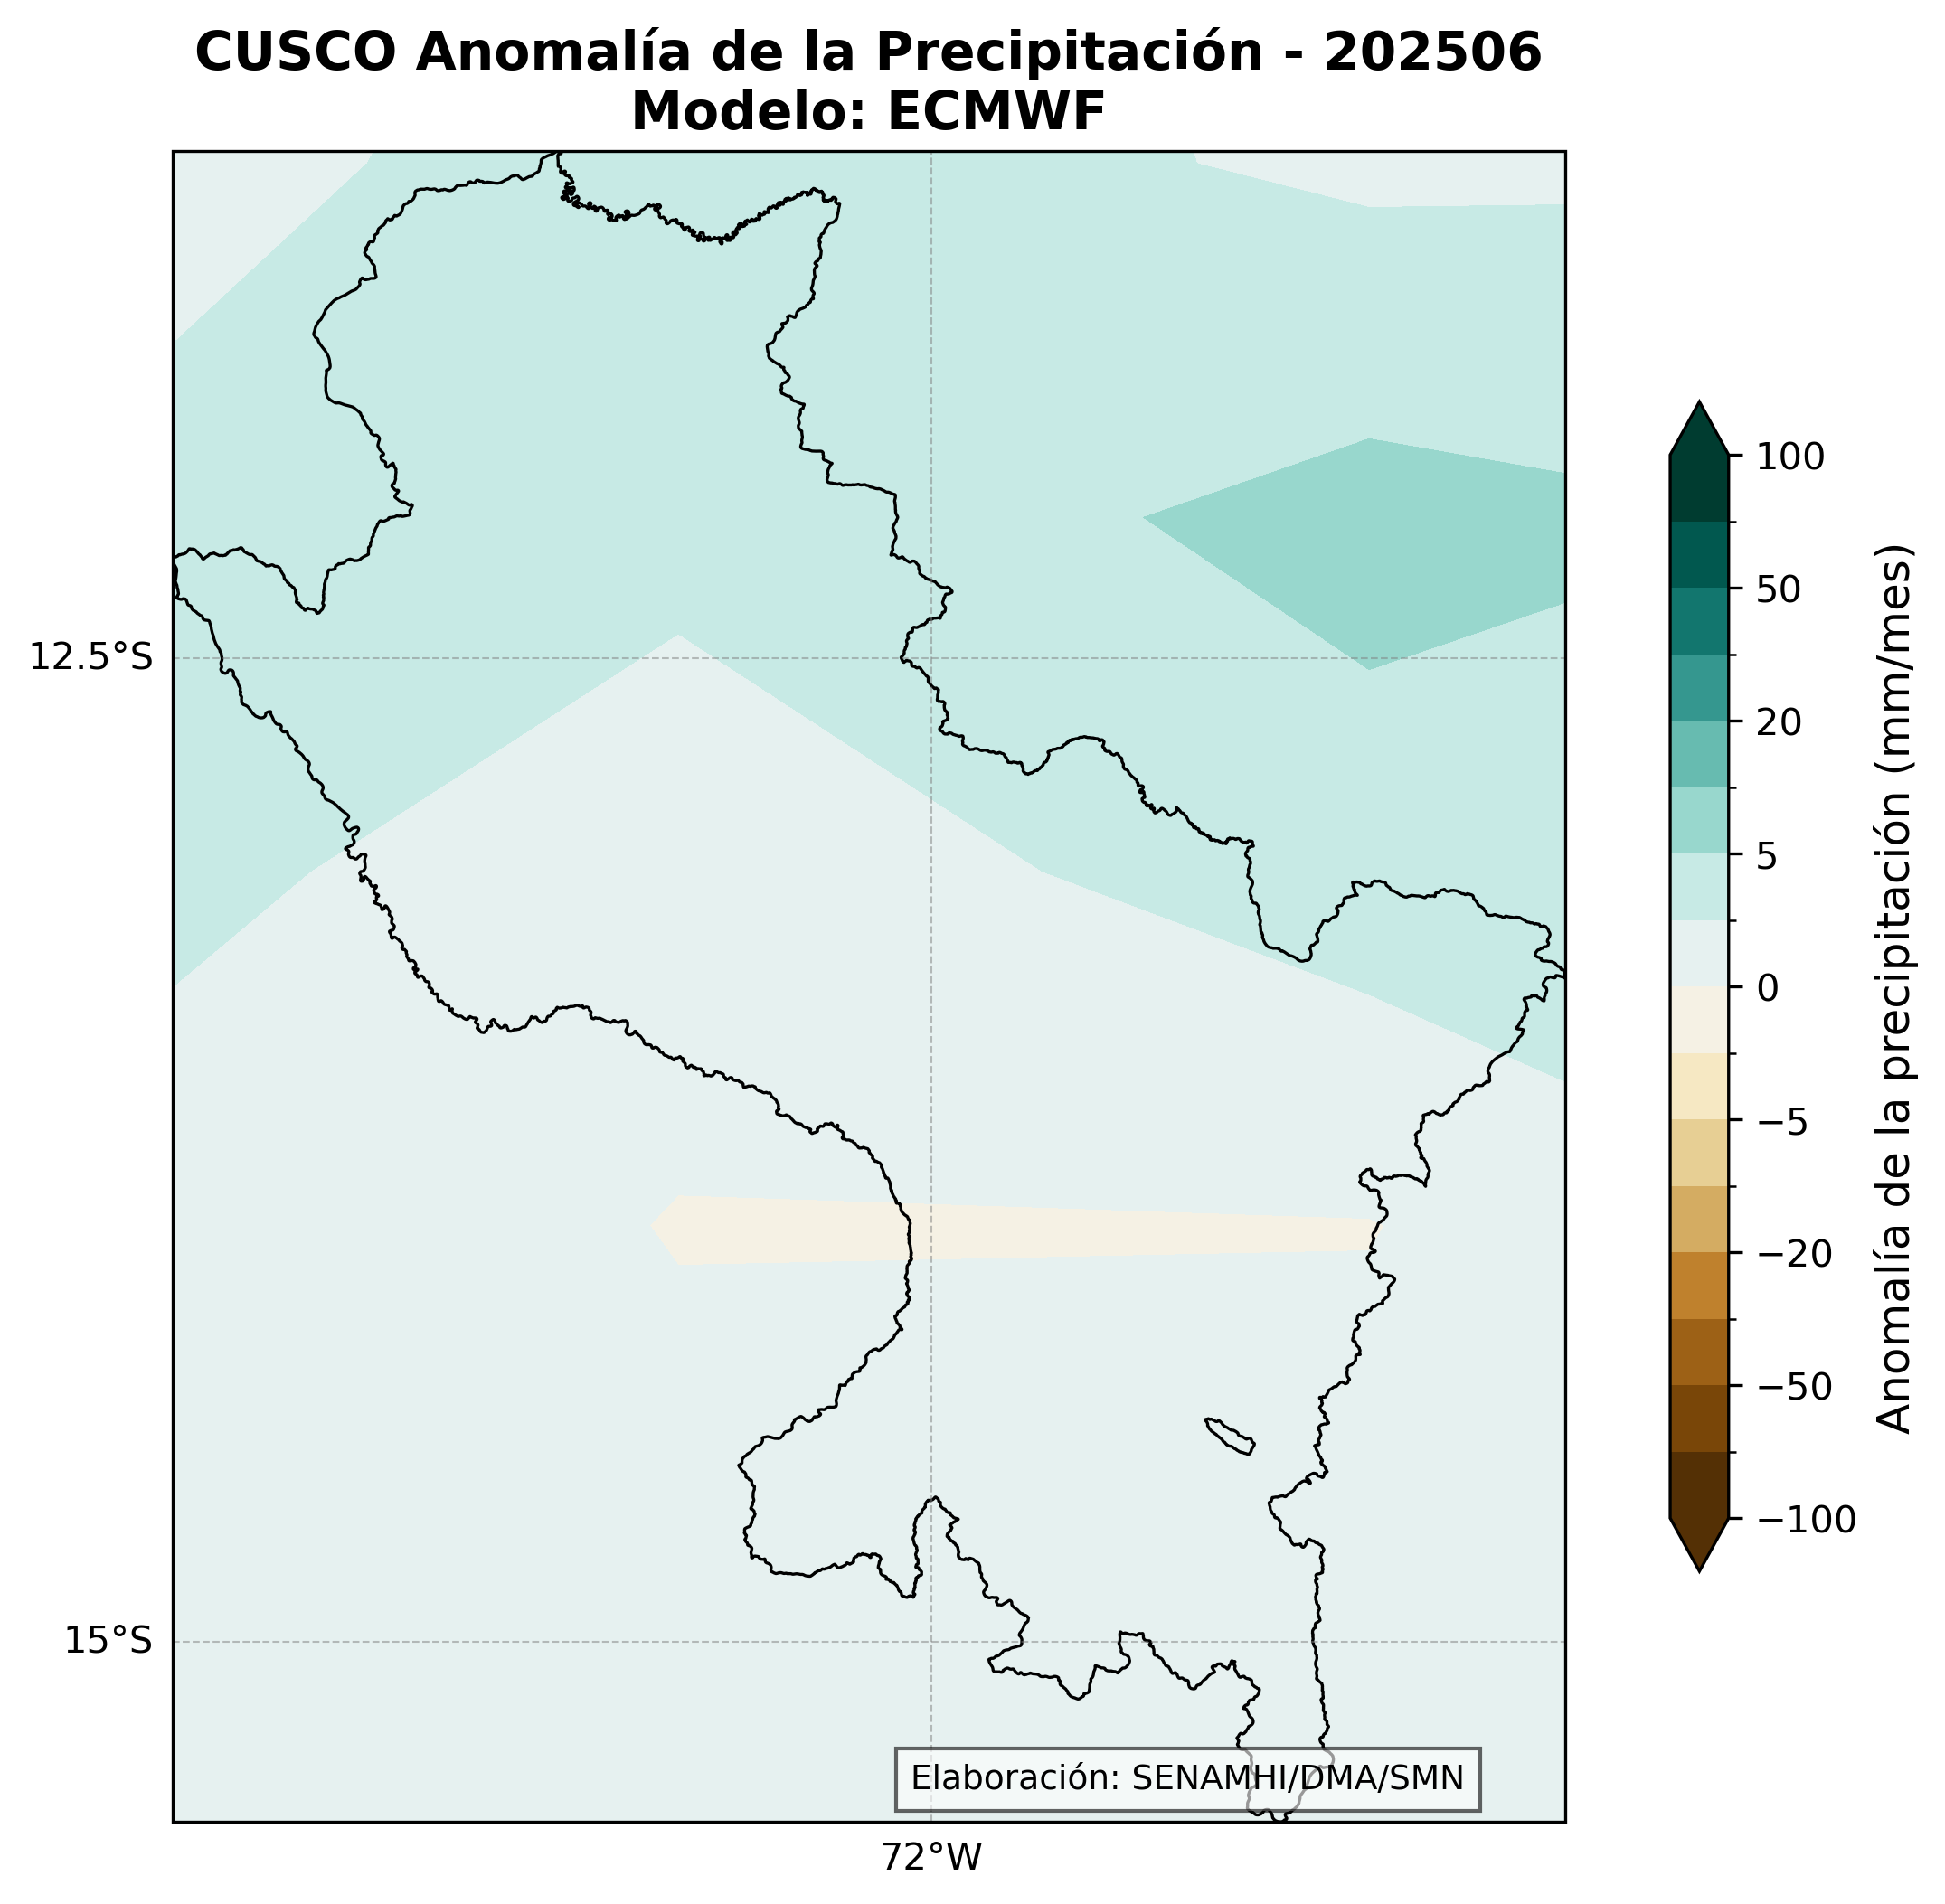 CUSCO Anomalía de la Precipitación - 202506
Modelo: ECMWF
12.5°S
15°S
72°W
Elaboración: SENAMHI/DMA/SMN
100
50
20
5
0
−5
−20
−50
−100
Anomalía de la precipitación (mm/mes)